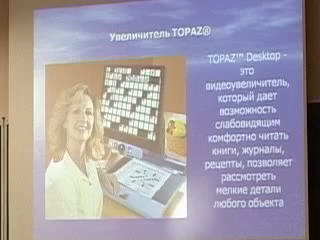 Увеличитель TOPAZ®
TOPAZ™ Desktop -
это
видеоувеличитель,
который дает
возможность
слабовидящим
комфортно читать
книги, журналы,
рецепты, позволяет
рассмотреть
мелкие детали
любого объекта